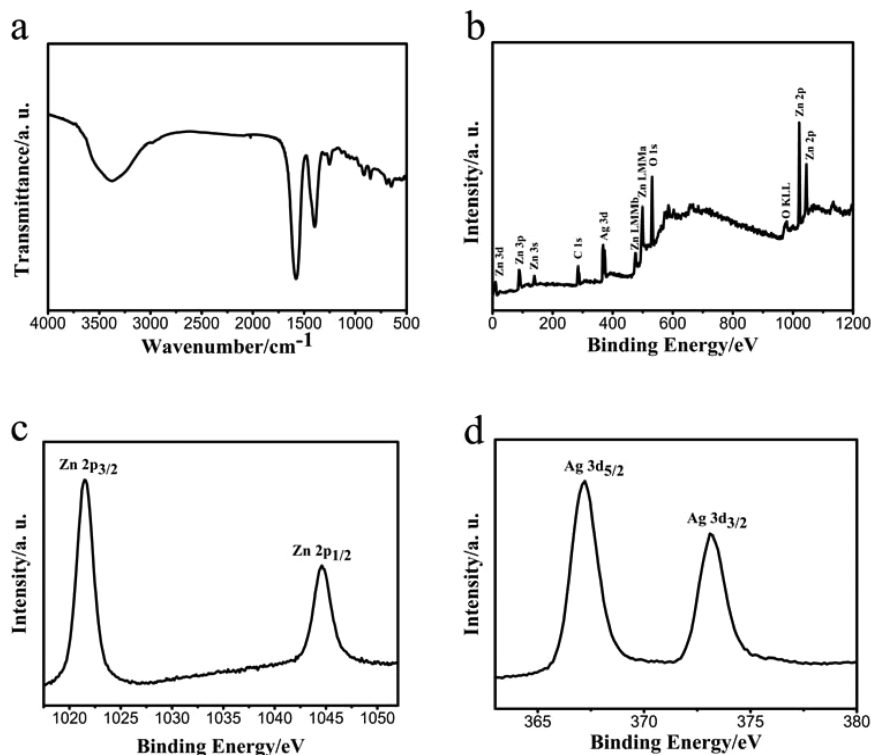 a
Transmittance/a. u.
4000 3500 3000 2500 2000 1500 1000 500
Wavenumber/cm-1
b
Intensity/a. u.
Zn 3d
Zn 3p
Zn 3s
C 1s
Ag 3d
Zn LMMb
Zn LMMa
O 1s
O KLL
Zn 2p
Zn 2p
0 200 400 600 800 1000 1200
Binding Energy/eV
c
Intensity/a. u.
Zn 2p3/2
Zn 2p1/2
1020 1025 1030 1035 1040 1045 1050
Binding Energy/eV
d
Intensity/a. u.
Ag 3d5/2
Ag 3d3/2
365 370 375 380
Binding Energy/eV